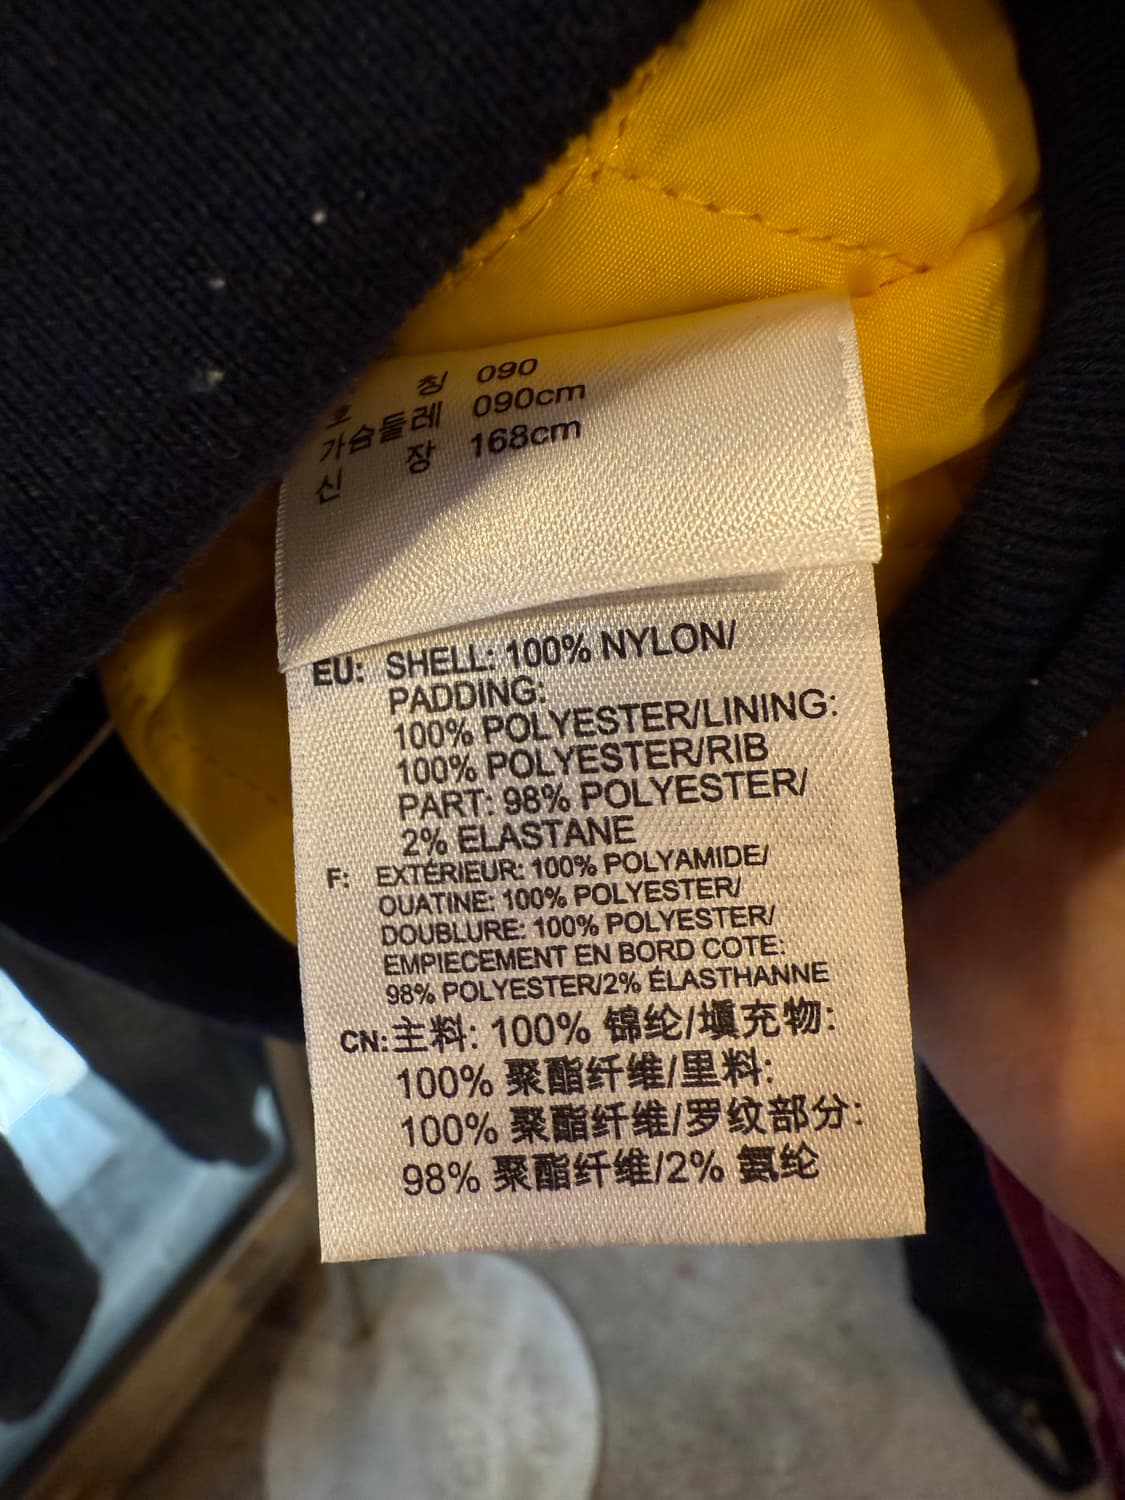 호 칭 090
가슴둘레 090cm
신 장 168cm
EU: SHELL: 100% NYLON/
PADDING:
100% POLYESTER/LINING:
100% POLYESTER/RIB
PART: 98% POLYESTER/
2% ELASTANE
F: EXTÉRIEUR: 100% POLYAMIDE/
OUATINE: 100% POLYESTER/
DOUBLURE: 100% POLYESTER/
EMPIECEMENT EN BORD COTE:
98% POLYESTER/2% ÉLASTHANNE
CN: 主料: 100% 锦纶/填充物:
100% 聚酯纤维/里料:
100% 聚酯纤维/罗纹部分:
98% 聚酯纤维/2% 氨纶